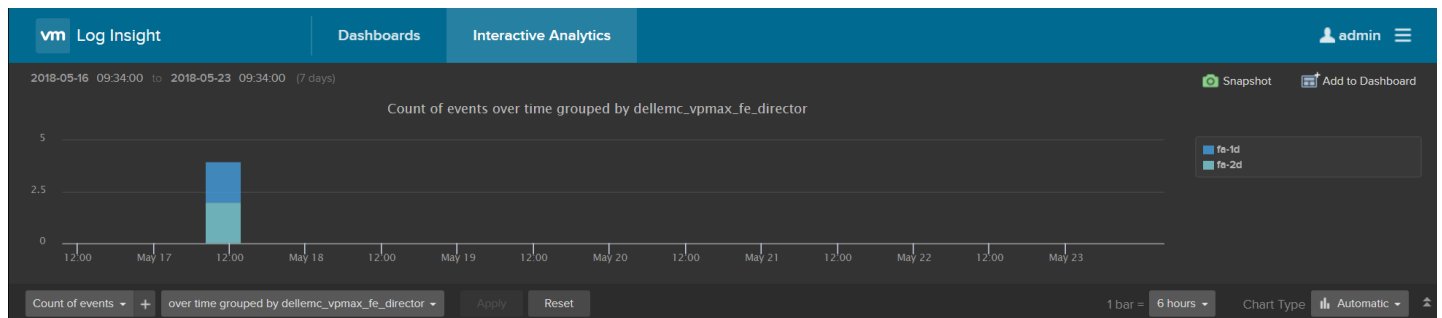 vm Log Insight Dashboards Interactive Analytics admin
2018-05-16 09:34:00 to 2018-05-23 09:34:00 (7 days) Snapshot Add to Dashboard
Count of events over time grouped by dellemc_vpmax_fe_director
5
fa-1d
fa-2d
2.5
0
12:00 May 17 12:00 May 18 12:00 May 19 12:00 May 20 12:00 May 21 12:00 May 22 12:00 May 23
Count of events + over time grouped by dellemc_vpmax_fe_director Apply Reset 1 bar = 6 hours Chart Type Automatic